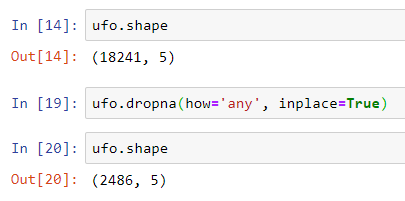 In [14]: ufo.shape
Out[14]: (18241, 5)
In [19]: ufo.dropna(how='any', inplace=True)
In [20]: ufo.shape
Out[20]: (2486, 5)